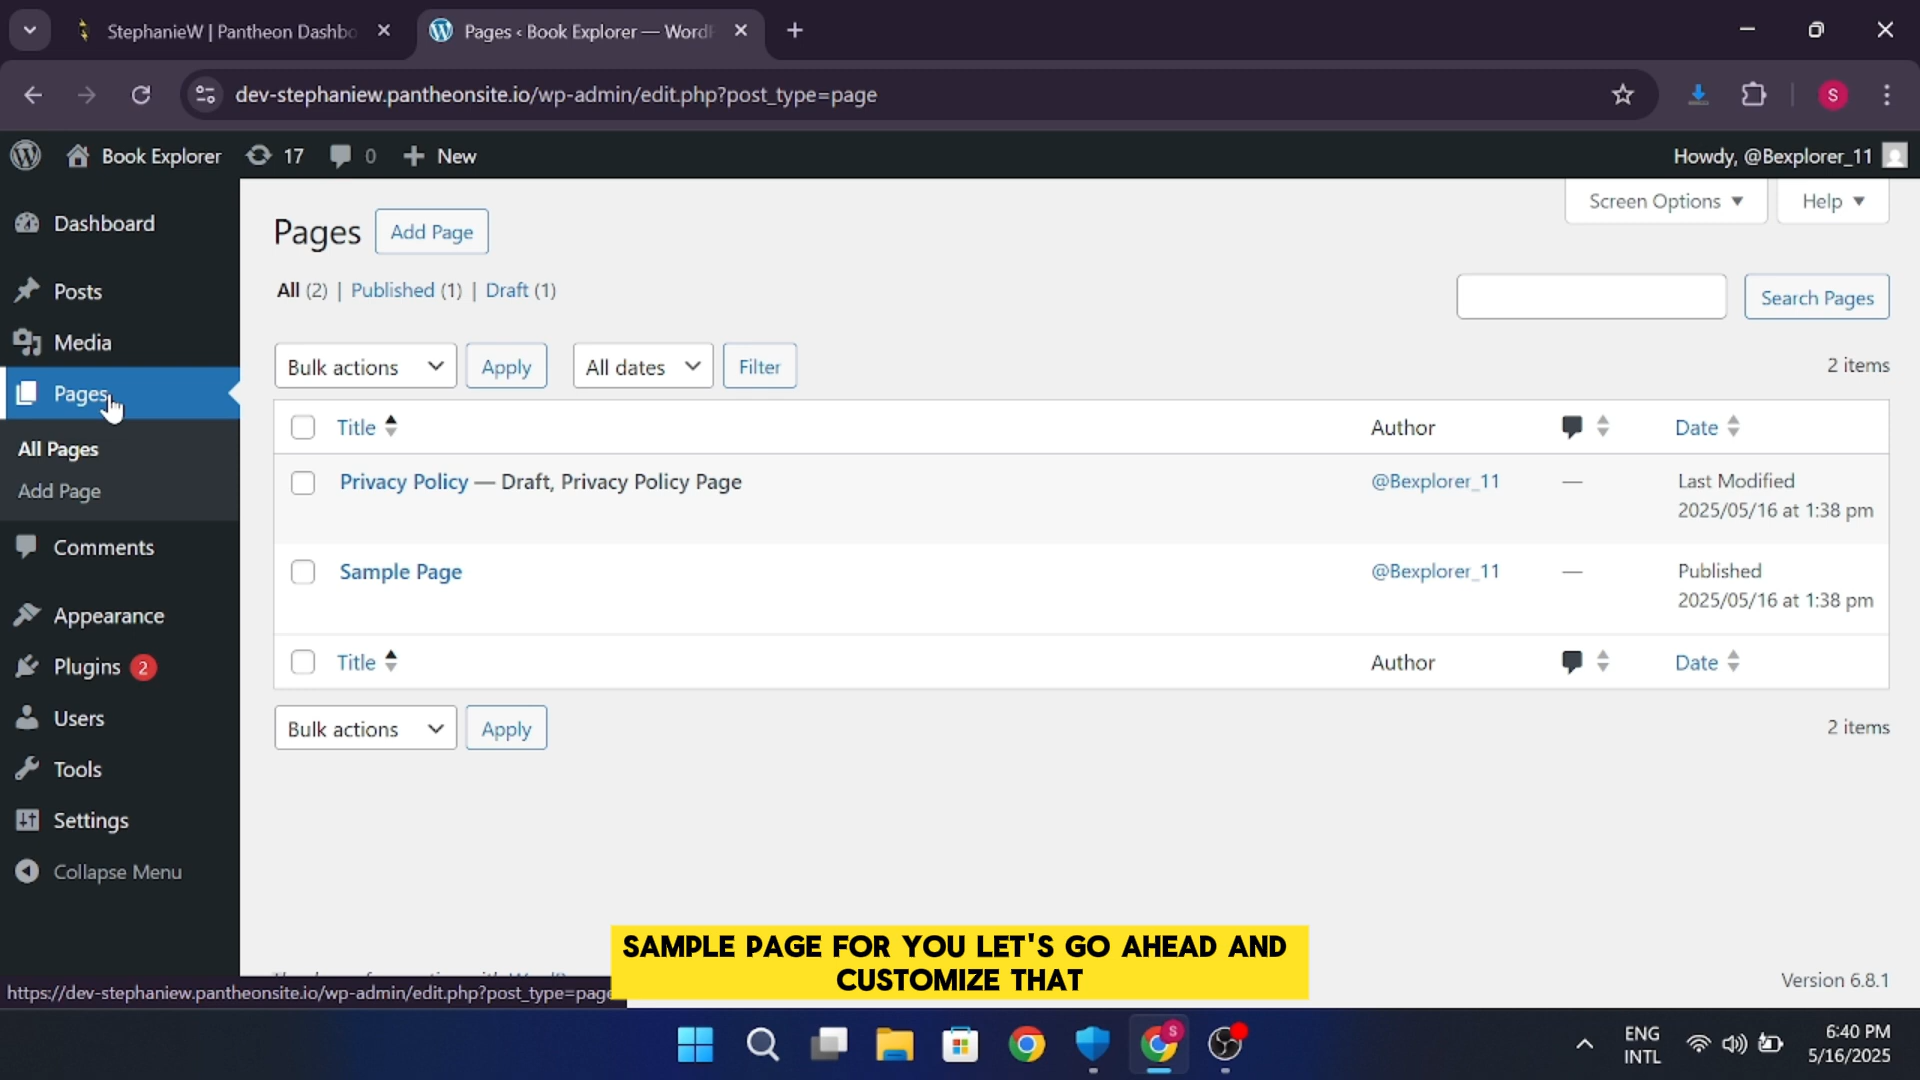 StephanieW | Pantheon Dashbo
Pages ‹ Book Explorer — WordP
dev-stephaniew.pantheonsite.io/wp-admin/edit.php?post_type=page
S
Book Explorer 17 0 New
Howdy, @Bexplorer_11
Dashboard
Posts
Media
Pages
All Pages
Add Page
Comments
Appearance
Plugins 2
Users
Tools
Settings
Collapse Menu
Screen Options
Help
Pages
Add Page
All (2) | Published (1) | Draft (1)
Search Pages
Bulk actions
Apply
All dates
Filter
2 items
Title
Author
Date
Privacy Policy — Draft, Privacy Policy Page
@Bexplorer_11
—
Last Modified
2025/05/16 at 1:38 pm
Sample Page
@Bexplorer_11
—
Published
2025/05/16 at 1:38 pm
Title
Author
Date
Bulk actions
Apply
2 items
SAMPLE PAGE FOR YOU LET'S GO AHEAD AND
CUSTOMIZE THAT
Version 6.8.1
https://dev-stephaniew.pantheonsite.io/wp-admin/edit.php?post_type=page
S
ENG
INTL
6:40 PM
5/16/2025